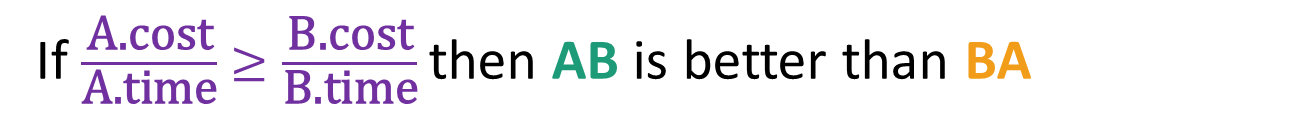 If A.cost/A.time ≥ B.cost/B.time then AB is better than BA